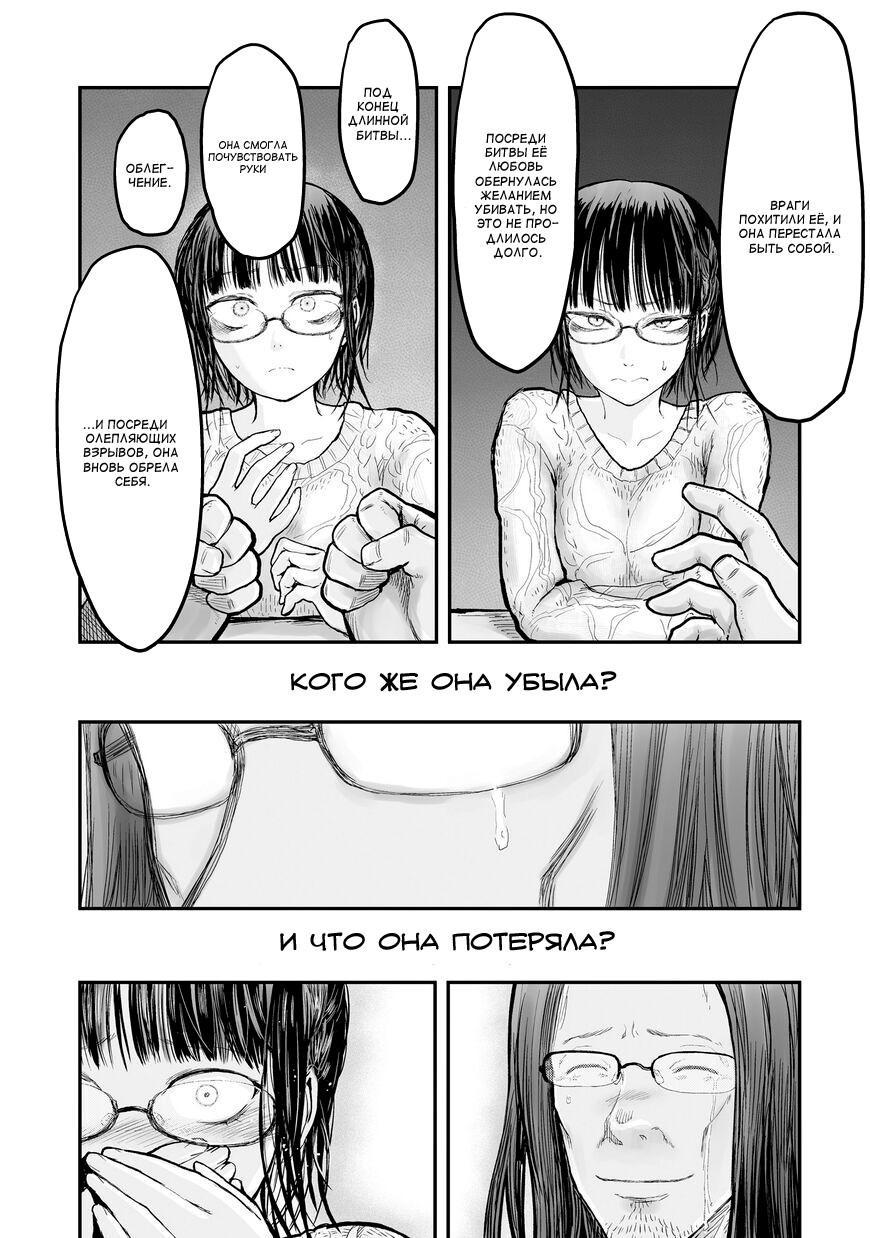 ВРАГИ
ПОХИТИЛИ ЕЁ, И
ОНА ПЕРЕСТАЛА
БЫТЬ СОБОЙ.
ПОСРЕДИ
БИТВЫ ЕЁ
ЛЮБОВЬ
ОБЕРНУЛАСЬ
ЖЕЛАНИЕМ
УБИВАТЬ, НО
ЭТО НЕ ПРО-
ДЛИЛОСЬ
ДОЛГО.
ПОД
КОНЕЦ
ДЛИННОЙ
БИТВЫ...
ОНА СМОГЛА
ПОЧУВСТВОВАТЬ
РУКИ
ОБЛЕГ-
ЧЕНИЕ.
...И ПОСРЕДИ
ОЛЕПЛЯЮЩИХ
ВЗРЫВОВ, ОНА
ВНОВЬ ОБРЕЛА
СЕБЯ.
КОГО ЖЕ ОНА УБЫЛА?
И ЧТО ОНА ПОТЕРЯЛА?